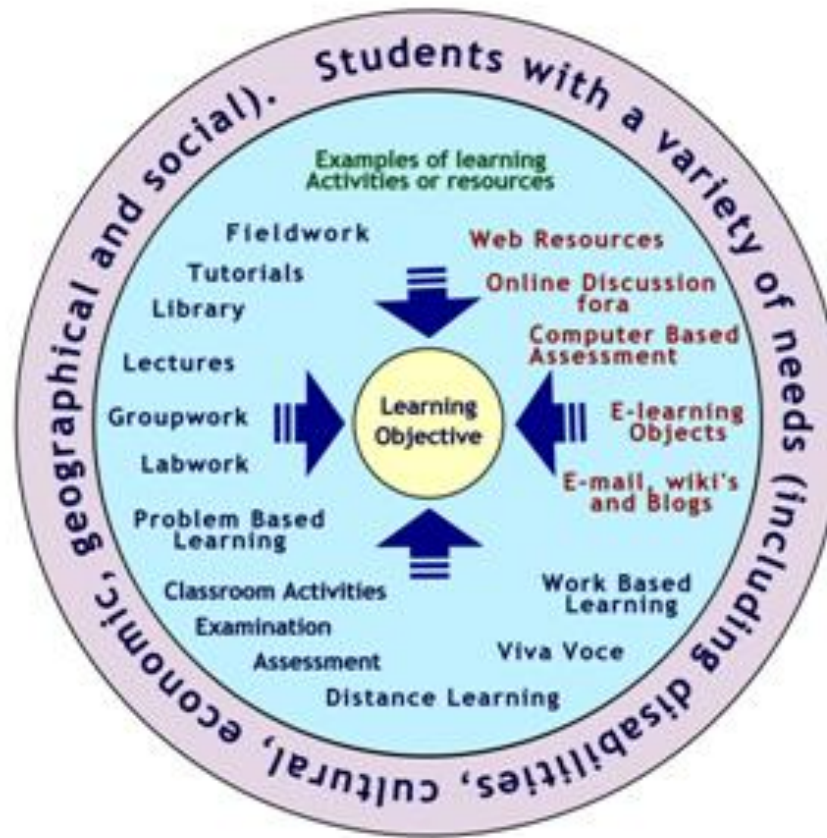 Students with a variety of needs (including disabilities, cultural, economic, geographical and social).
Examples of learning
Activities or resources
Fieldwork
Tutorials
Library
Lectures
Groupwork
Labwork
Problem Based
Learning
Classroom Activities
Examination
Assessment
Distance Learning
Viva Voce
Work Based
Learning
Web Resources
Online Discussion
fora
Computer Based
Assessment
E-learning
Objects
E-mail, wiki's
and Blogs
Learning
Objective